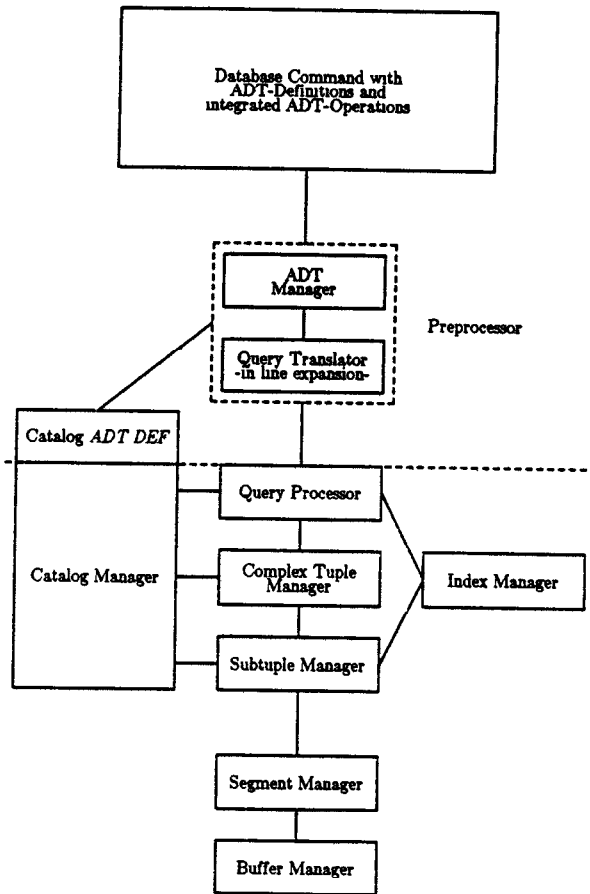 Database Command with
ADT-Definitions and
integrated ADT-Operations
ADT
Manager
Preprocessor
Query Translator
-in line expansion-
Catalog ADT DEF
Query Processor
Catalog Manager
Complex Tuple
Manager
Index Manager
Subtuple Manager
Segment Manager
Buffer Manager